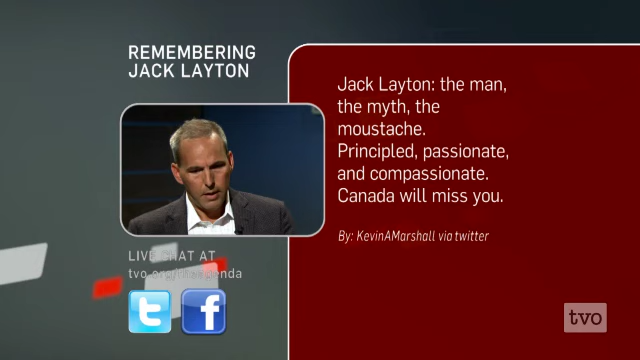 REMEMBERING
JACK LAYTON
Jack Layton: the man,
the myth, the
moustache.
Principled, passionate,
and compassionate.
Canada will miss you.
By: KevinAMarshall via twitter
LIVE CHAT AT
tvo.org/theagenda
t f
tvo